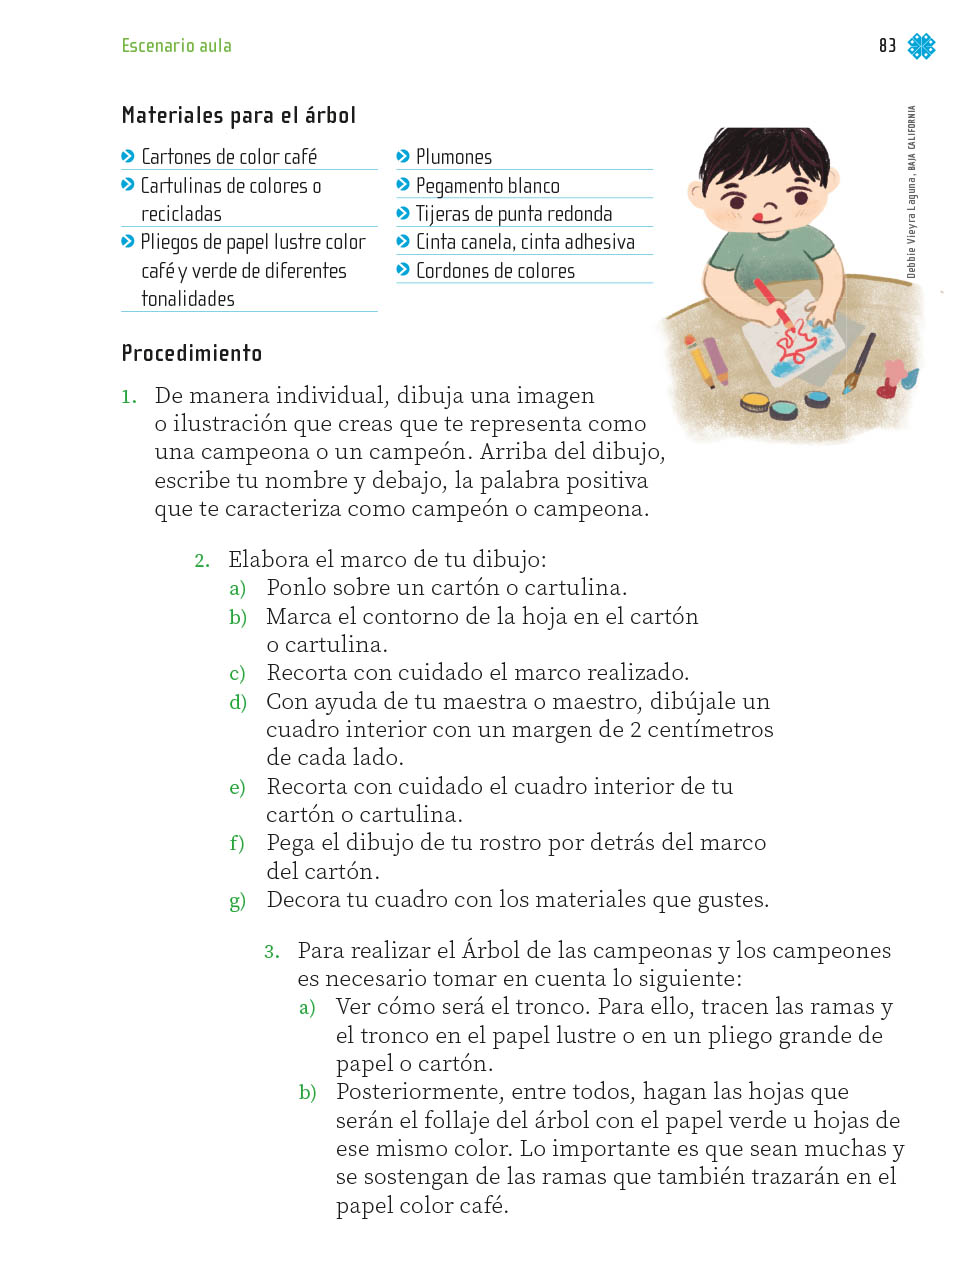 Escenario aula
83
Materiales para el árbol
Cartones de color café
Cartulinas de colores o
recicladas
Pliegos de papel lustre color
café y verde de diferentes
tonalidades
Plumones
Pegamento blanco
Tijeras de punta redonda
Cinta canela, cinta adhesiva
Cordones de colores
Debbie Vieyra Laguna, BAJA CALIFORNIA
Procedimiento
1. De manera individual, dibuja una imagen
o ilustración que creas que te representa como
una campeona o un campeón. Arriba del dibujo,
escribe tu nombre y debajo, la palabra positiva
que te caracteriza como campeón o campeona.
2. Elabora el marco de tu dibujo:
a) Ponlo sobre un cartón o cartulina.
b) Marca el contorno de la hoja en el cartón
o cartulina.
c) Recorta con cuidado el marco realizado.
d) Con ayuda de tu maestra o maestro, dibújale un
cuadro interior con un margen de 2 centímetros
de cada lado.
e) Recorta con cuidado el cuadro interior de tu
cartón o cartulina.
f) Pega el dibujo de tu rostro por detrás del marco
del cartón.
g) Decora tu cuadro con los materiales que gustes.
3. Para realizar el Árbol de las campeonas y los campeones
es necesario tomar en cuenta lo siguiente:
a) Ver cómo será el tronco. Para ello, tracen las ramas y
el tronco en el papel lustre o en un pliego grande de
papel o cartón.
b) Posteriormente, entre todos, hagan las hojas que
serán el follaje del árbol con el papel verde u hojas de
ese mismo color. Lo importante es que sean muchas y
se sostengan de las ramas que también trazarán en el
papel color café.